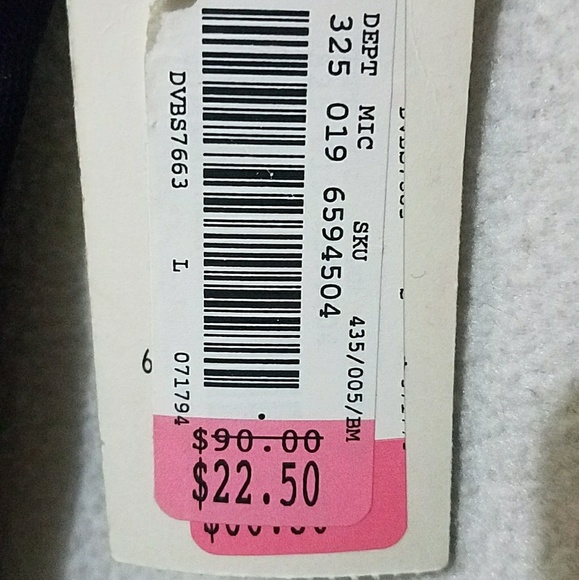 DEPT MIC SKU
325 019 6594504
435/005/BM
DVBS7663 L 071794
6
$90.00
$22.50